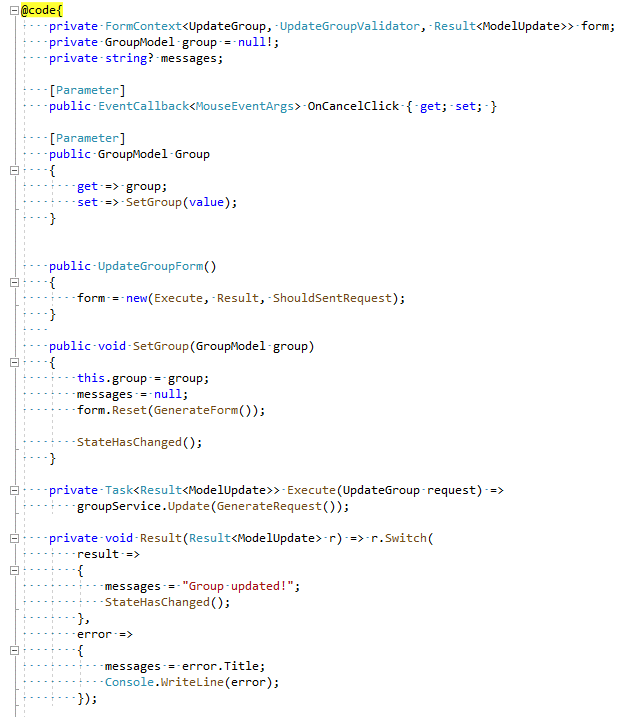 @code{
    private FormContext<UpdateGroup, UpdateGroupValidator, Result<ModelUpdate>> form;
    private GroupModel group = null!;
    private string? messages;

    [Parameter]
    public EventCallback<MouseEventArgs> OnCancelClick { get; set; }

    [Parameter]
    public GroupModel Group
    {
        get => group;
        set => SetGroup(value);
    }


    public UpdateGroupForm()
    {
        form = new(Execute, Result, ShouldSentRequest);
    }

    public void SetGroup(GroupModel group)
    {
        this.group = group;
        messages = null;
        form.Reset(GenerateForm());

        StateHasChanged();
    }

    private Task<Result<ModelUpdate>> Execute(UpdateGroup request) =>
        groupService.Update(GenerateRequest());

    private void Result(Result<ModelUpdate> r) => r.Switch(
        result =>
        {
            messages = "Group updated!";
            StateHasChanged();
        },
        error =>
        {
            messages = error.Title;
            Console.WriteLine(error);
        });